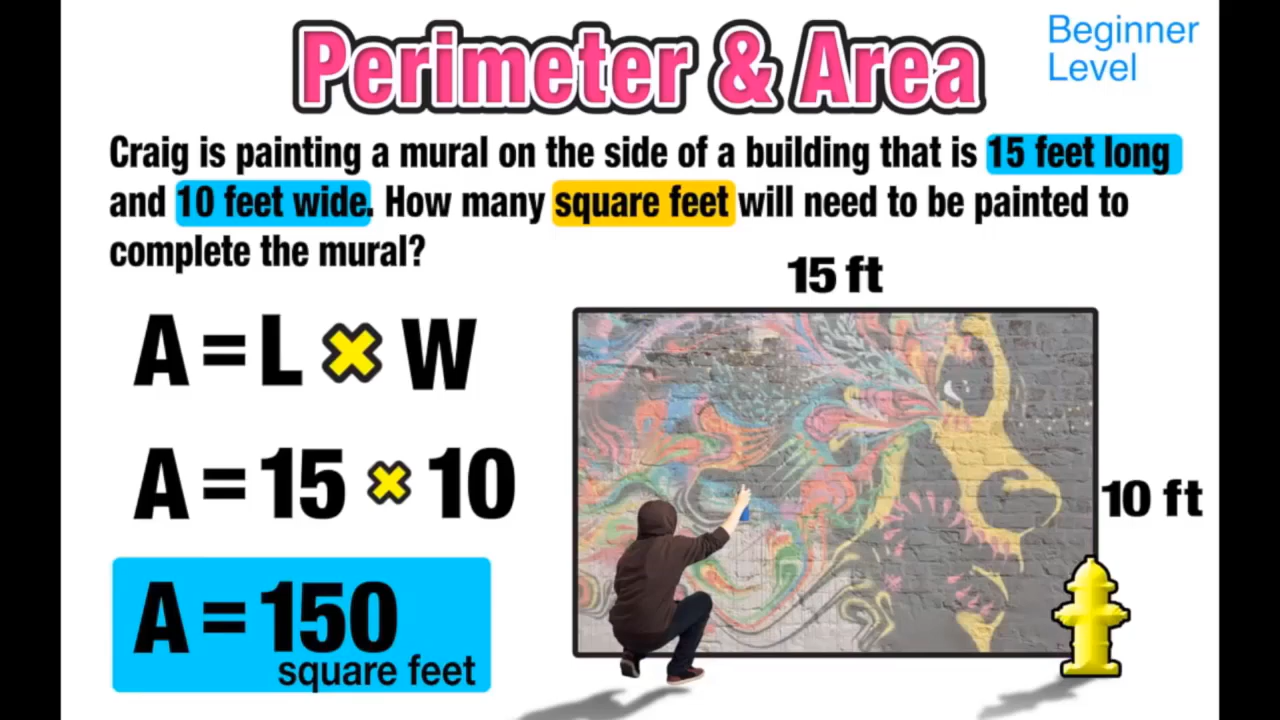 Perimeter & Area
Beginner
Level
Craig is painting a mural on the side of a building that is 15 feet long
and 10 feet wide. How many square feet will need to be painted to
complete the mural?
15 ft
A = L × W
A = 15 × 10
10 ft
A = 150
square feet